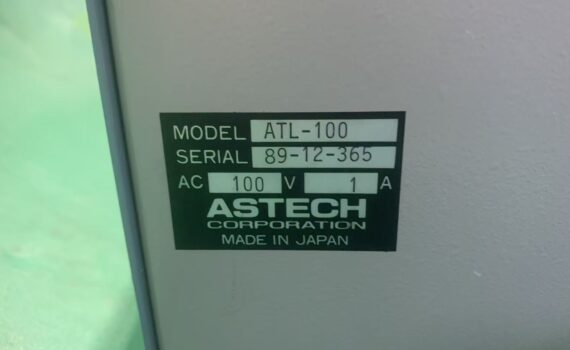 MODEL ATL-100
SERIAL 89-12-365
AC 100 V 1 A
ASTECH
CORPORATION
MADE IN JAPAN